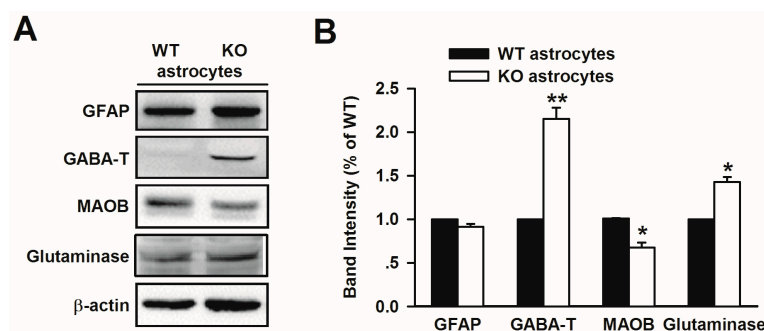 A
WT KO
astrocytes
GFAP
GABA-T
MAOB
Glutaminase
β-actin
B
WT astrocytes
KO astrocytes
Band Intensity (% of WT)
2.5
2.0
1.5
1.0
.5
.0
**
*
*
GFAP GABA-T MAOB Glutaminase